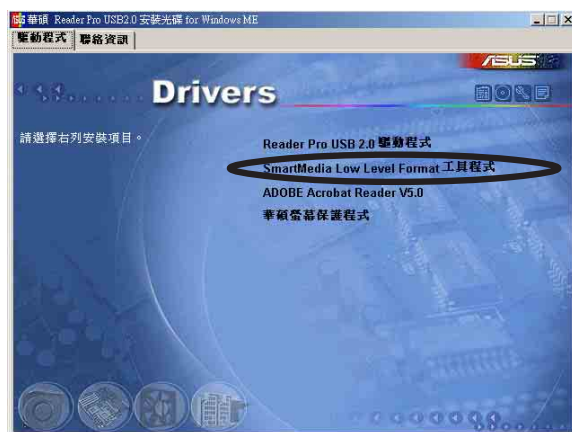 華碩 Reader Pro USB2.0 安裝光碟 for Windows ME
驅動程式 聯絡資訊
ASUS
Drivers
請選擇右列安裝項目。
Reader Pro USB 2.0 驅動程式
SmartMedia Low Level Format 工具程式
ADOBE Acrobat Reader V5.0
華碩螢幕保護程式